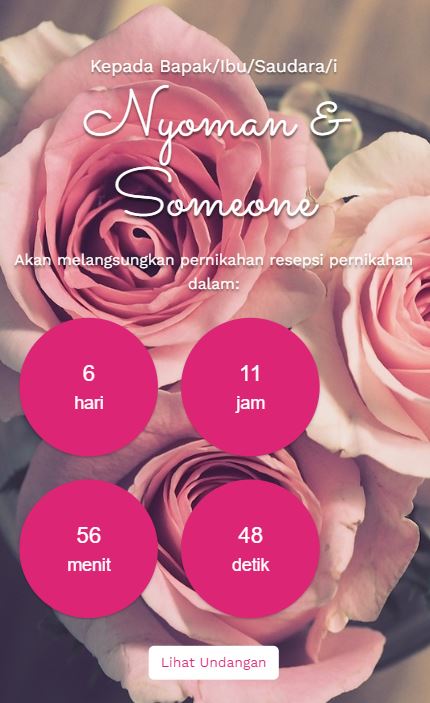 Kepada Bapak/Ibu/Saudara/i
Nyoman &
Someone
Akan melangsungkan pernikahan resepsi pernikahan
dalam:
6
hari
11
jam
56
menit
48
detik
Lihat Undangan